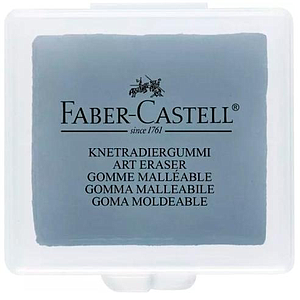 FABER-CASTELL®
since 1761
KNETRADIERGUMMI
ART ERASER
GOMME MALLÉABLE
GOMMA MALLEABILE
GOMA MOLDEABLE